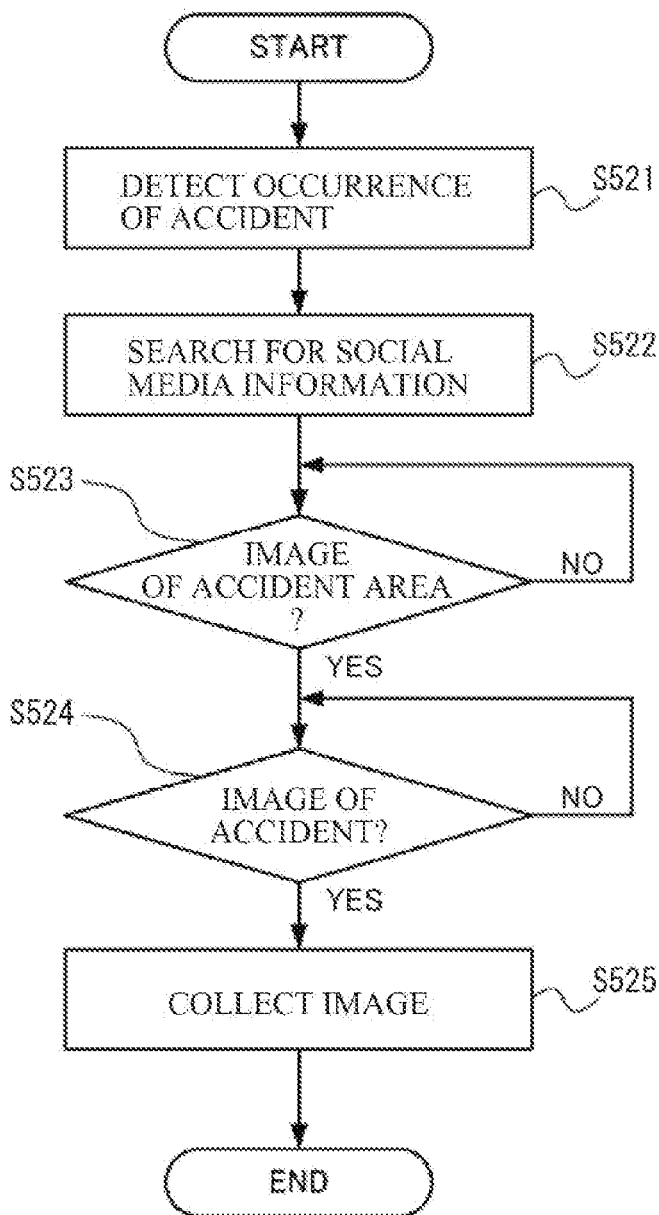 START
DETECT OCCURRENCE
OF ACCIDENT
S521
SEARCH FOR SOCIAL
MEDIA INFORMATION
S522
S523
IMAGE
OF ACCIDENT AREA
?
NO
YES
S524
IMAGE OF
ACCIDENT?
NO
YES
COLLECT IMAGE
S525
END